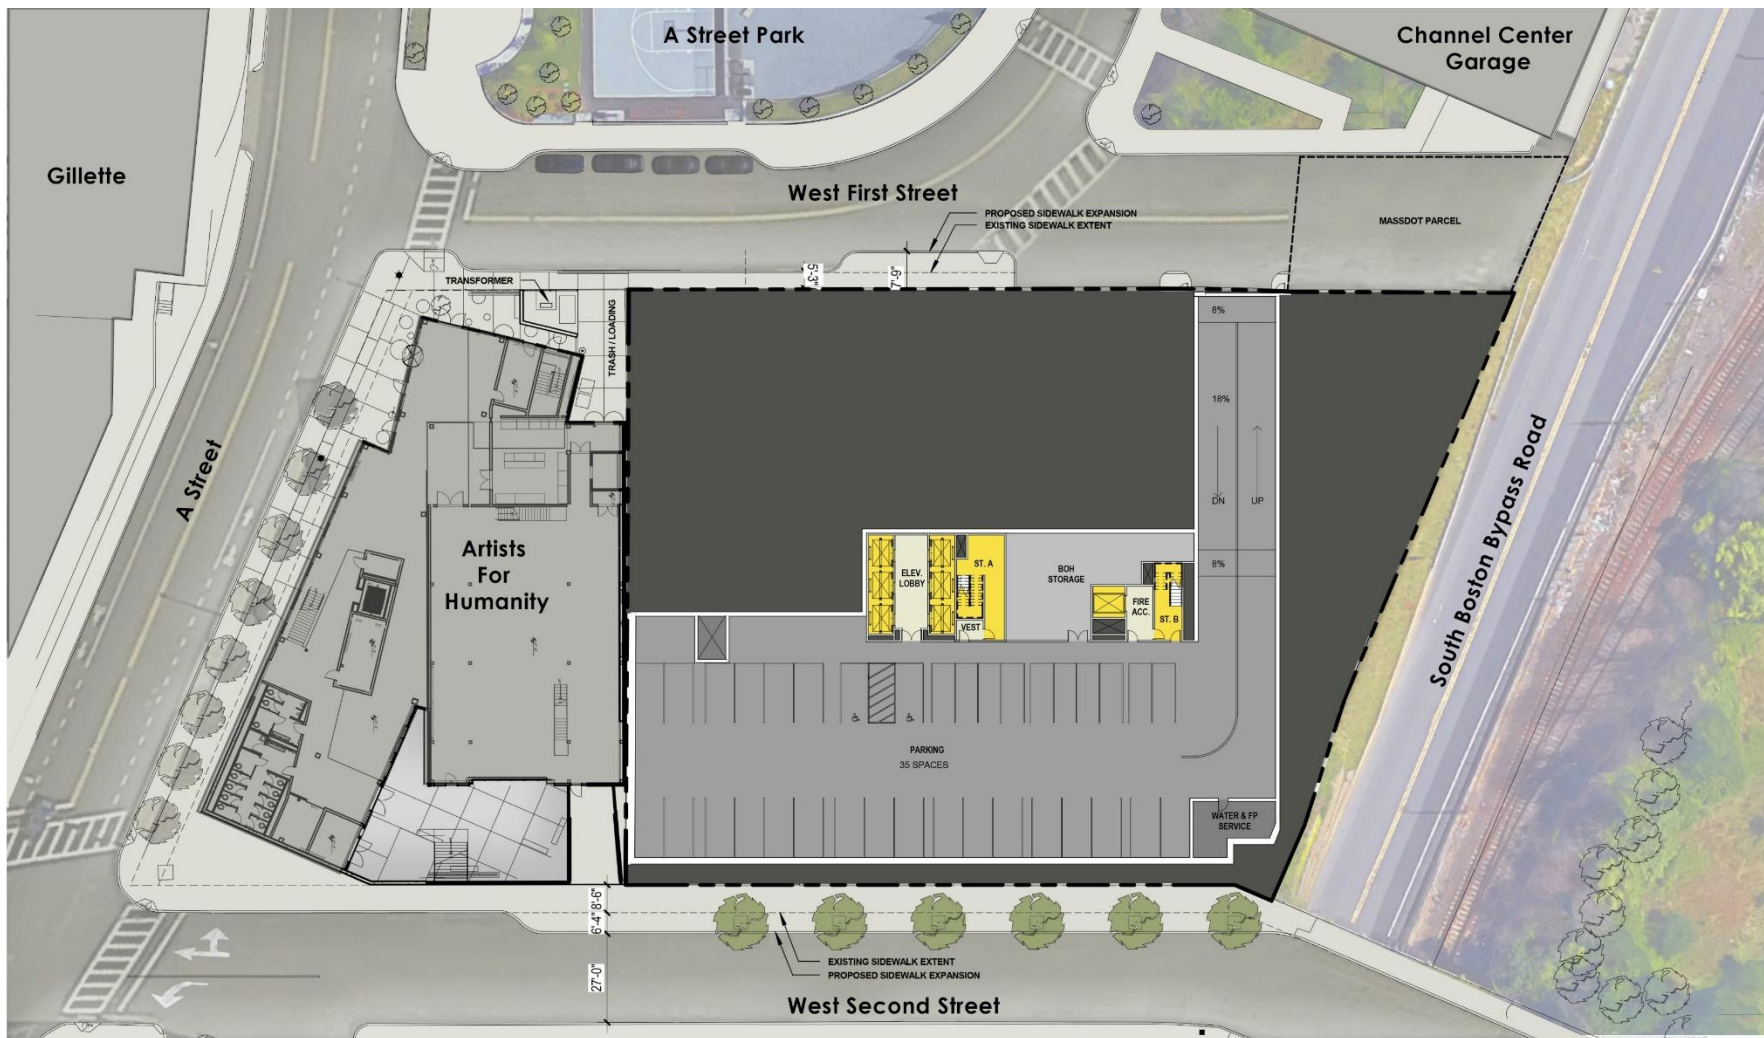 A Street Park
Channel Center
Garage
Gillette
West First Street
PROPOSED SIDEWALK EXPANSION
EXISTING SIDEWALK EXTENT
MASSDOT PARCEL
TRANSFORMER
5'-3"
7'-6"
TRASH / LOADING
8%
18%
DN
UP
8%
A Street
South Boston Bypass Road
Artists
For
Humanity
ELEV.
LOBBY
ST. A
VEST
BOH
STORAGE
FIRE
ACC.
ST. B
PARKING
35 SPACES
WATER & FP
SERVICE
8'-6"
6'-4"
27'-0"
EXISTING SIDEWALK EXTENT
PROPOSED SIDEWALK EXPANSION
West Second Street